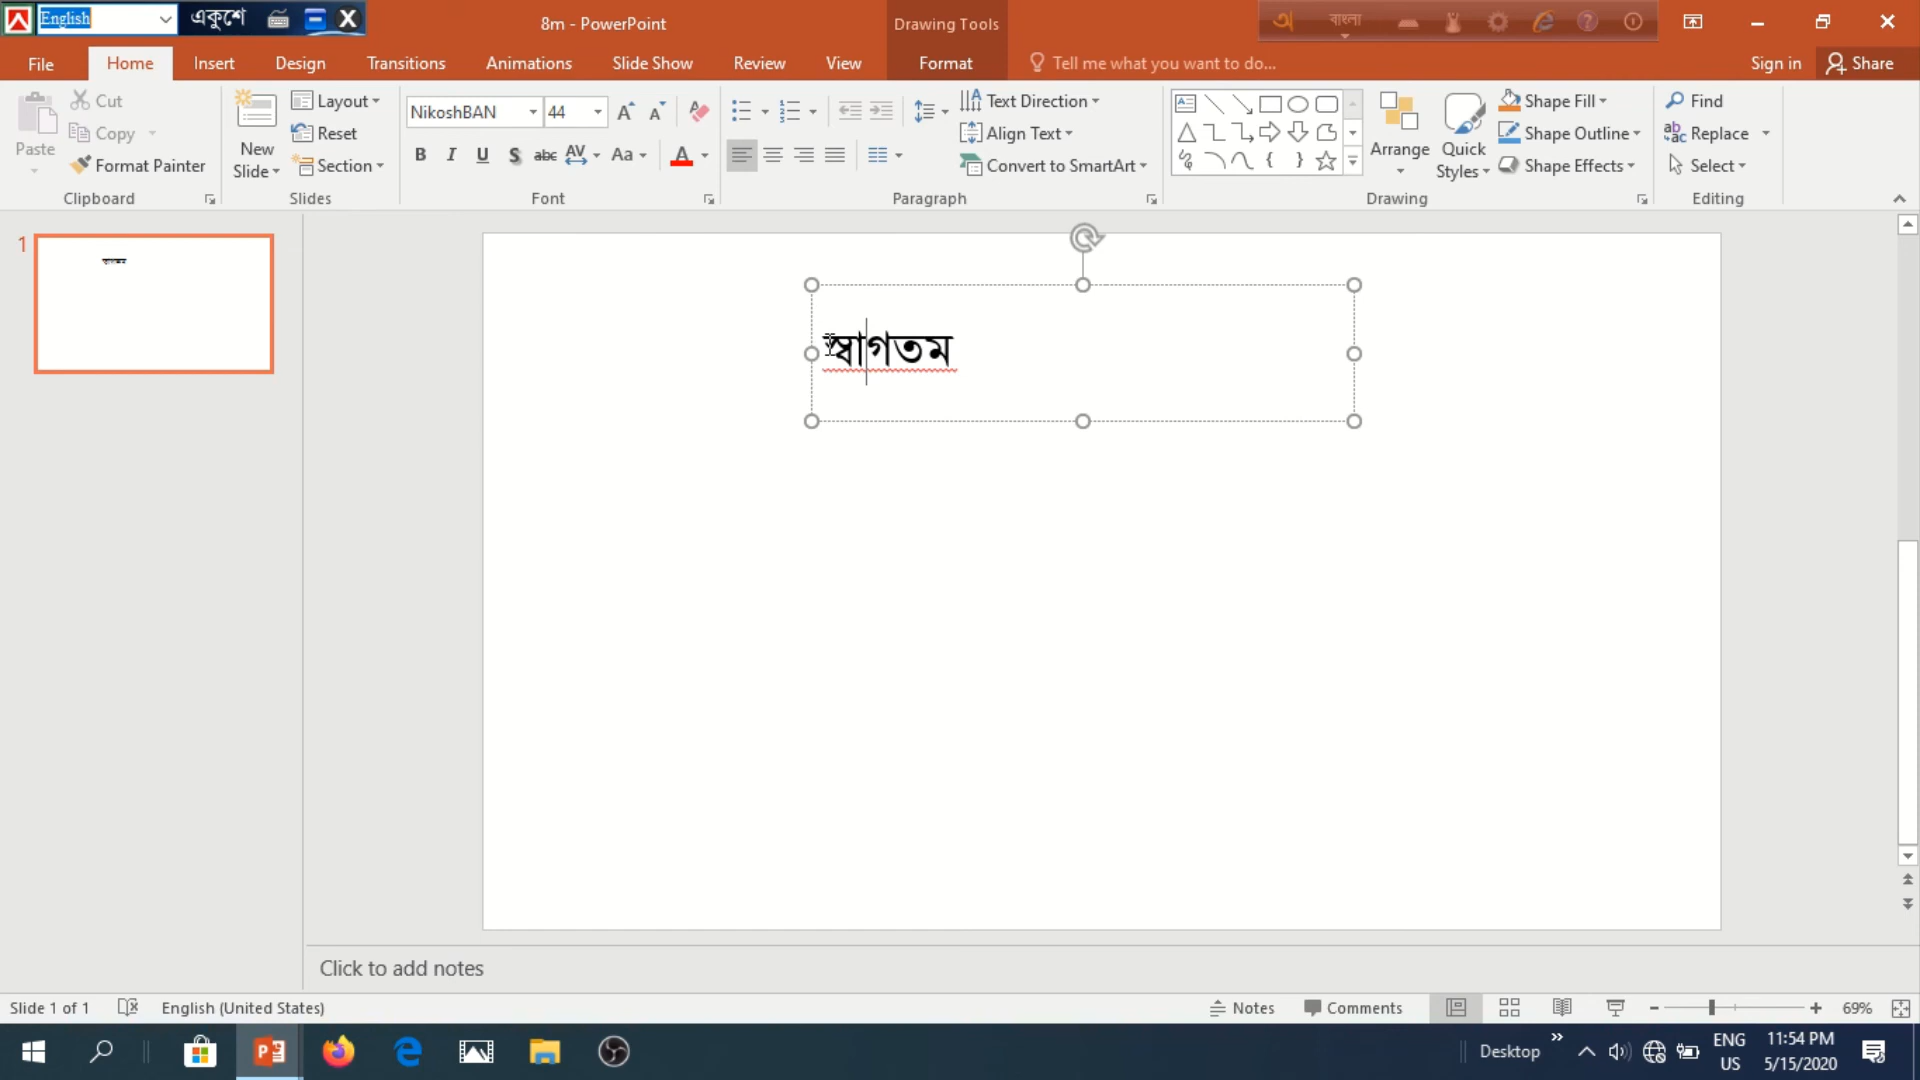 English একুশে X
8m - PowerPoint
Drawing Tools
বাংলা
File Home Insert Design Transitions Animations Slide Show Review View Format Tell me what you want to do... Sign in Share
Paste Cut Copy Format Painter
Clipboard
New Slide Layout Reset Section
Slides
NikoshBAN 44
B I U S abc AV Aa A
Font
Text Direction Align Text Convert to SmartArt
Paragraph
Arrange Quick Styles Shape Fill Shape Outline Shape Effects
Drawing
Find Replace Select
Editing
1
স্বাগতম
স্বাগতম
Click to add notes
Slide 1 of 1 English (United States) Notes Comments 69%
Desktop ENG US 11:54 PM 5/15/2020